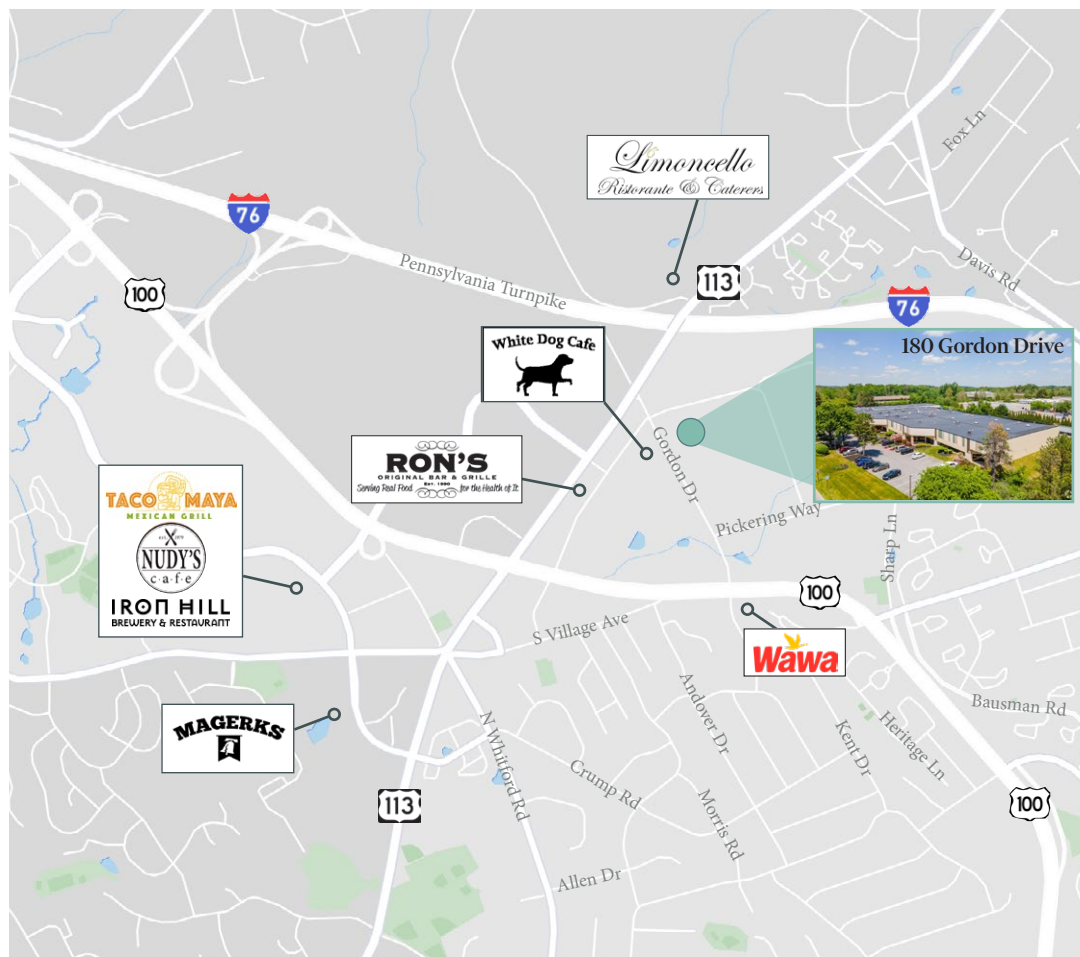 Limoncello
Ristorante & Caterers
Fox Ln
76
Pennsylvania Turnpike
113
Davis Rd
100
76
180 Gordon Drive
White Dog Cafe
Gordon Dr
RON'S
ORIGINAL BAR & GRILLE
Est. 1980
Serving Real Food for the Health of It
TACO MAYA
MEXICAN GRILL
NUDY'S
cafe
IRON HILL
BREWERY & RESTAURANT
Pickering Way
Sharp Ln
100
S Village Ave
Wawa
MAGERKS
Andover Dr
Bausman Rd
N Whitford Rd
Kent Dr
Heritage Ln
Crump Rd
113
Morris Rd
100
Allen Dr